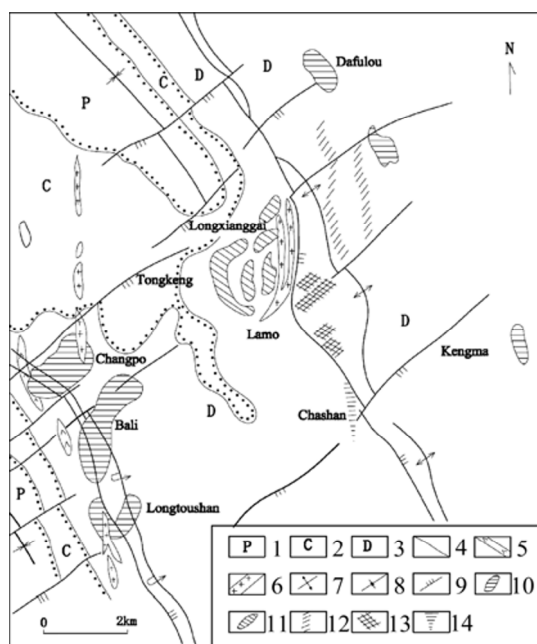 Dafulou
N
D
D
C
P
C
Longxianggai
Tongkeng
Lamo
D
Kengma
Changpo
D
Chashan
Bali
P
Longtoushan
C
0 2km
P 1 C 2 D 3 4 5
6 7 8 9 10
11 12 13 14